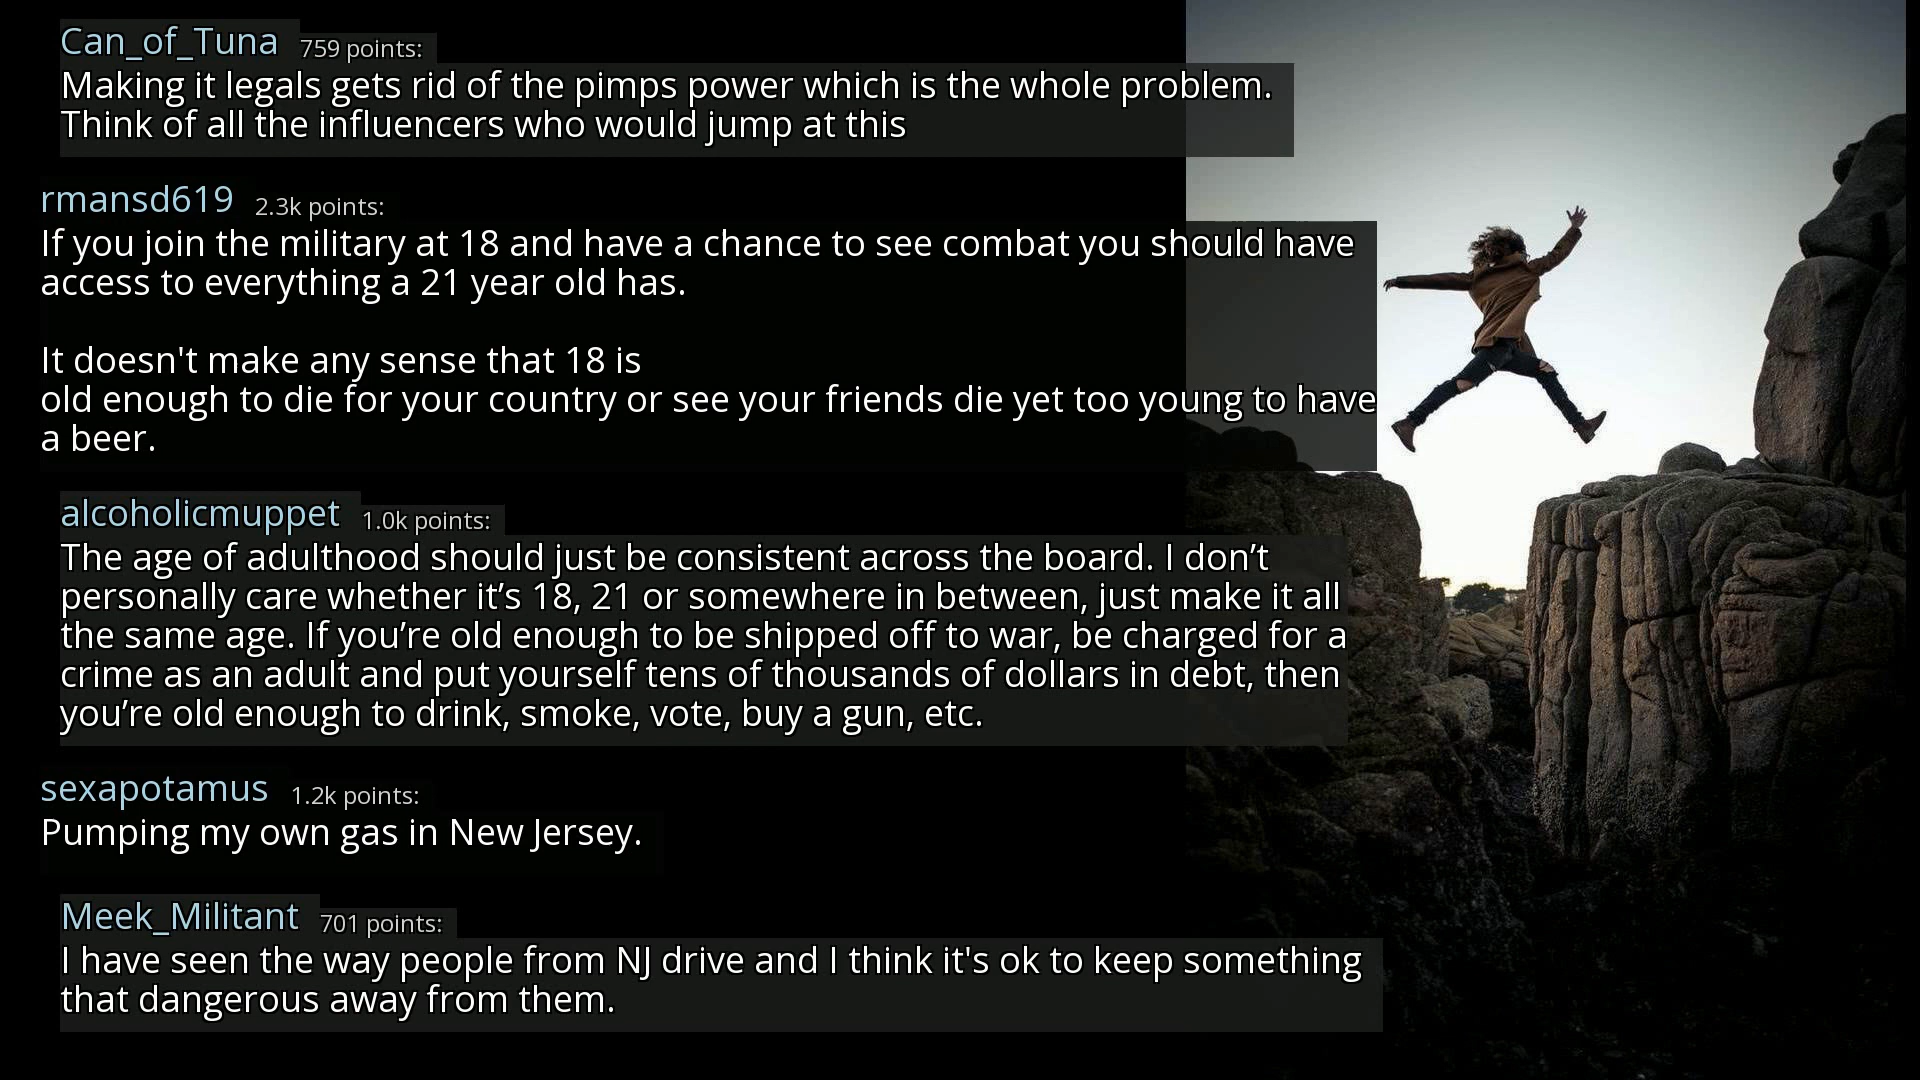 Can_of_Tuna 759 points:
Making it legals gets rid of the pimps power which is the whole problem.
Think of all the influencers who would jump at this
rmansd619 2.3k points:
If you join the military at 18 and have a chance to see combat you should have
access to everything a 21 year old has.
It doesn't make any sense that 18 is
old enough to die for your country or see your friends die yet too young to have
a beer.
alcoholicmuppet 1.0k points:
The age of adulthood should just be consistent across the board. I don’t
personally care whether it’s 18, 21 or somewhere in between, just make it all
the same age. If you’re old enough to be shipped off to war, be charged for a
crime as an adult and put yourself tens of thousands of dollars in debt, then
you’re old enough to drink, smoke, vote, buy a gun, etc.
sexapotamus 1.2k points:
Pumping my own gas in New Jersey.
Meek_Militant 701 points:
I have seen the way people from NJ drive and I think it's ok to keep something
that dangerous away from them.